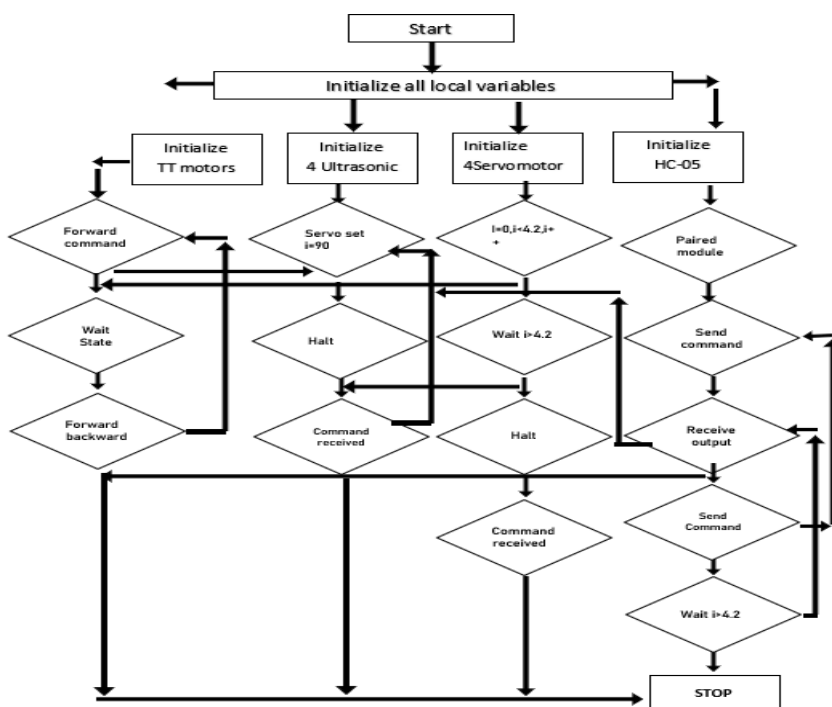 Start
Initialize all local variables
Initialize
TT motors
Initialize
4 Ultrasonic
Initialize
4Servomotor
Initialize
HC-05
Forward
command
Servo set
i=90
I=0,i<4.2,i+
+
Paired
module
Wait
State
Halt
Wait i>4.2
Send
command
Forward
backward
Command
received
Halt
Receive
output
Command
received
Send
Command
Wait i>4.2
STOP